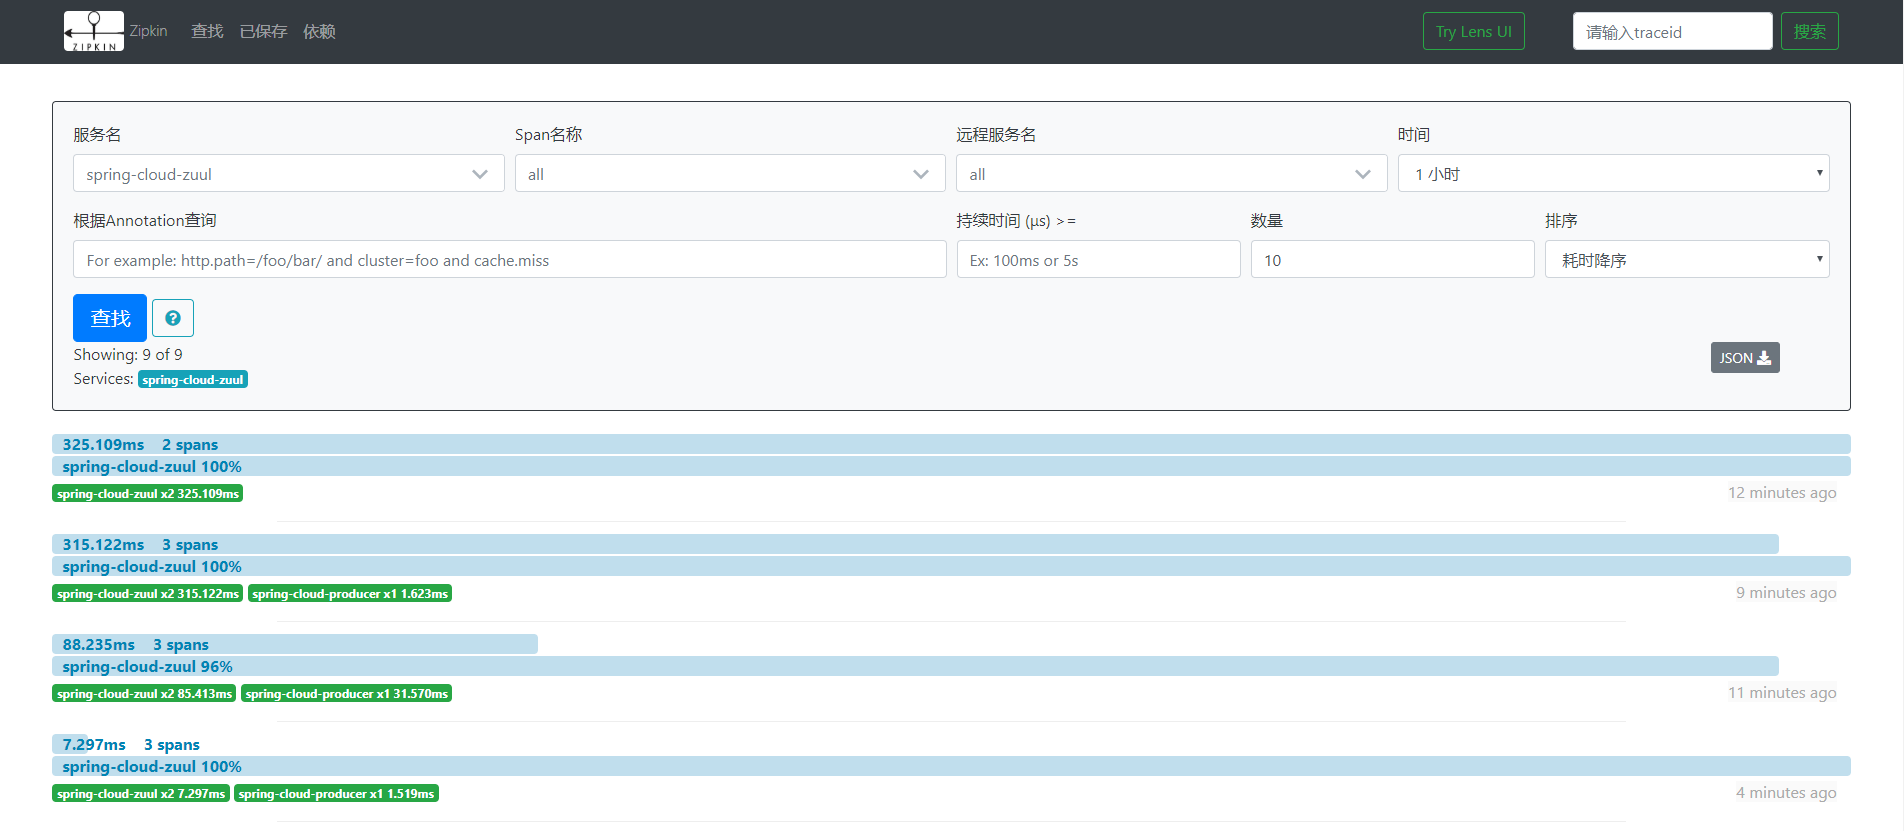 ZIPKIN Zipkin 查找 已保存 依赖 Try Lens UI 请输入traceid 搜索
服务名 Span名称 远程服务名 时间
spring-cloud-zuul all all 1 小时
根据Annotation查询 持续时间 (μs) >= 数量 排序
For example: http.path=/foo/bar/ and cluster=foo and cache.miss Ex: 100ms or 5s 10 耗时降序
查找
Showing: 9 of 9 JSON
Services: spring-cloud-zuul
325.109ms 2 spans
spring-cloud-zuul 100%
spring-cloud-zuul x2 325.109ms 12 minutes ago
315.122ms 3 spans
spring-cloud-zuul 100%
spring-cloud-zuul x2 315.122ms spring-cloud-producer x1 1.623ms 9 minutes ago
88.235ms 3 spans
spring-cloud-zuul 96%
spring-cloud-zuul x2 85.413ms spring-cloud-producer x1 31.570ms 11 minutes ago
7.297ms 3 spans
spring-cloud-zuul 100%
spring-cloud-zuul x2 7.297ms spring-cloud-producer x1 1.519ms 4 minutes ago